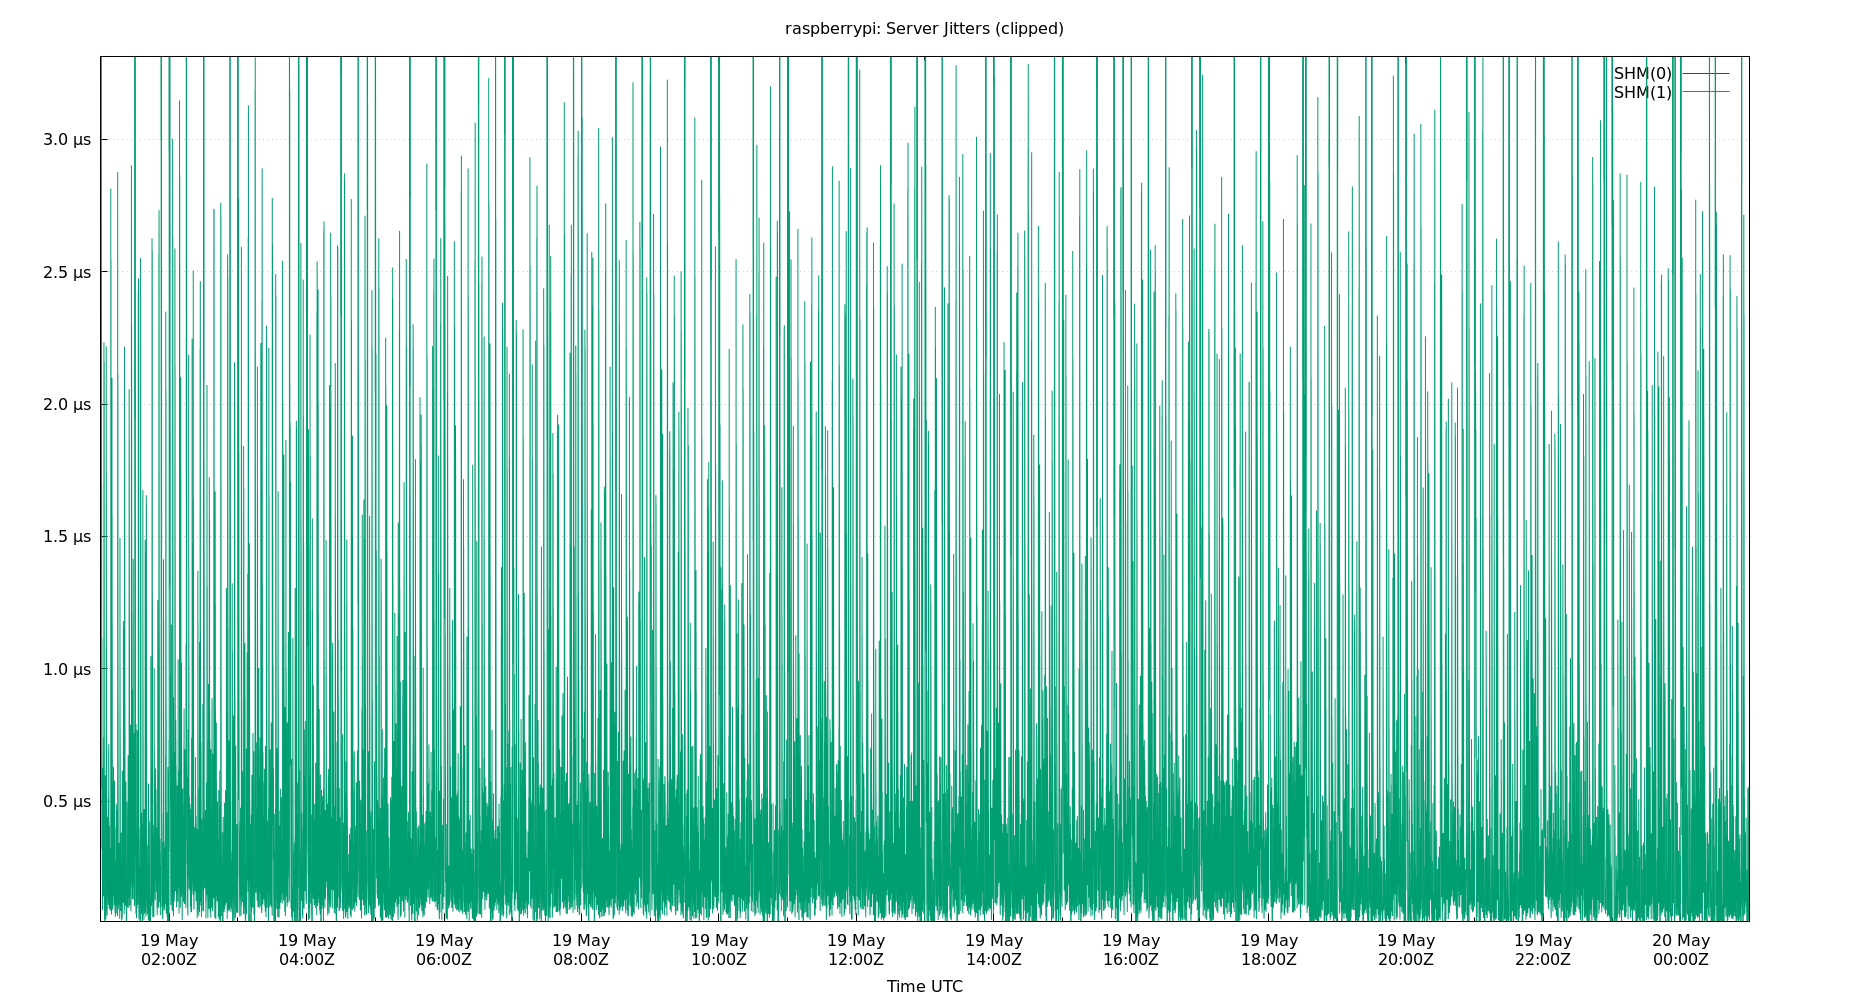 raspberrypi: Server Jitters (clipped)
SHM(0)
SHM(1)
3.0 µs
2.5 µs
2.0 µs
1.5 µs
1.0 µs
0.5 µs
19 May 19 May 19 May 19 May 19 May 19 May 19 May 19 May 19 May 19 May 19 May 20 May
02:00Z 04:00Z 06:00Z 08:00Z 10:00Z 12:00Z 14:00Z 16:00Z 18:00Z 20:00Z 22:00Z 00:00Z
Time UTC